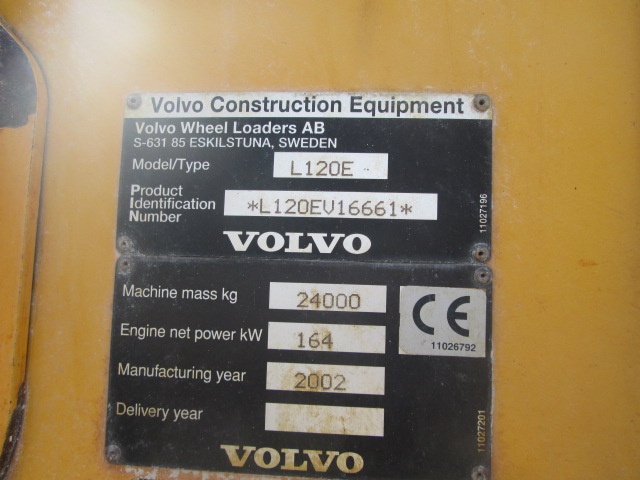 Volvo Construction Equipment
Volvo Wheel Loaders AB
S-631 85 ESKILSTUNA, SWEDEN
Model/Type L120E
Product
Identification
Number
*L120EV16661*
VOLVO
11027196
Machine mass kg 24000
Engine net power kW 164
CE
11026792
Manufacturing year 2002
Delivery year
VOLVO
11027201